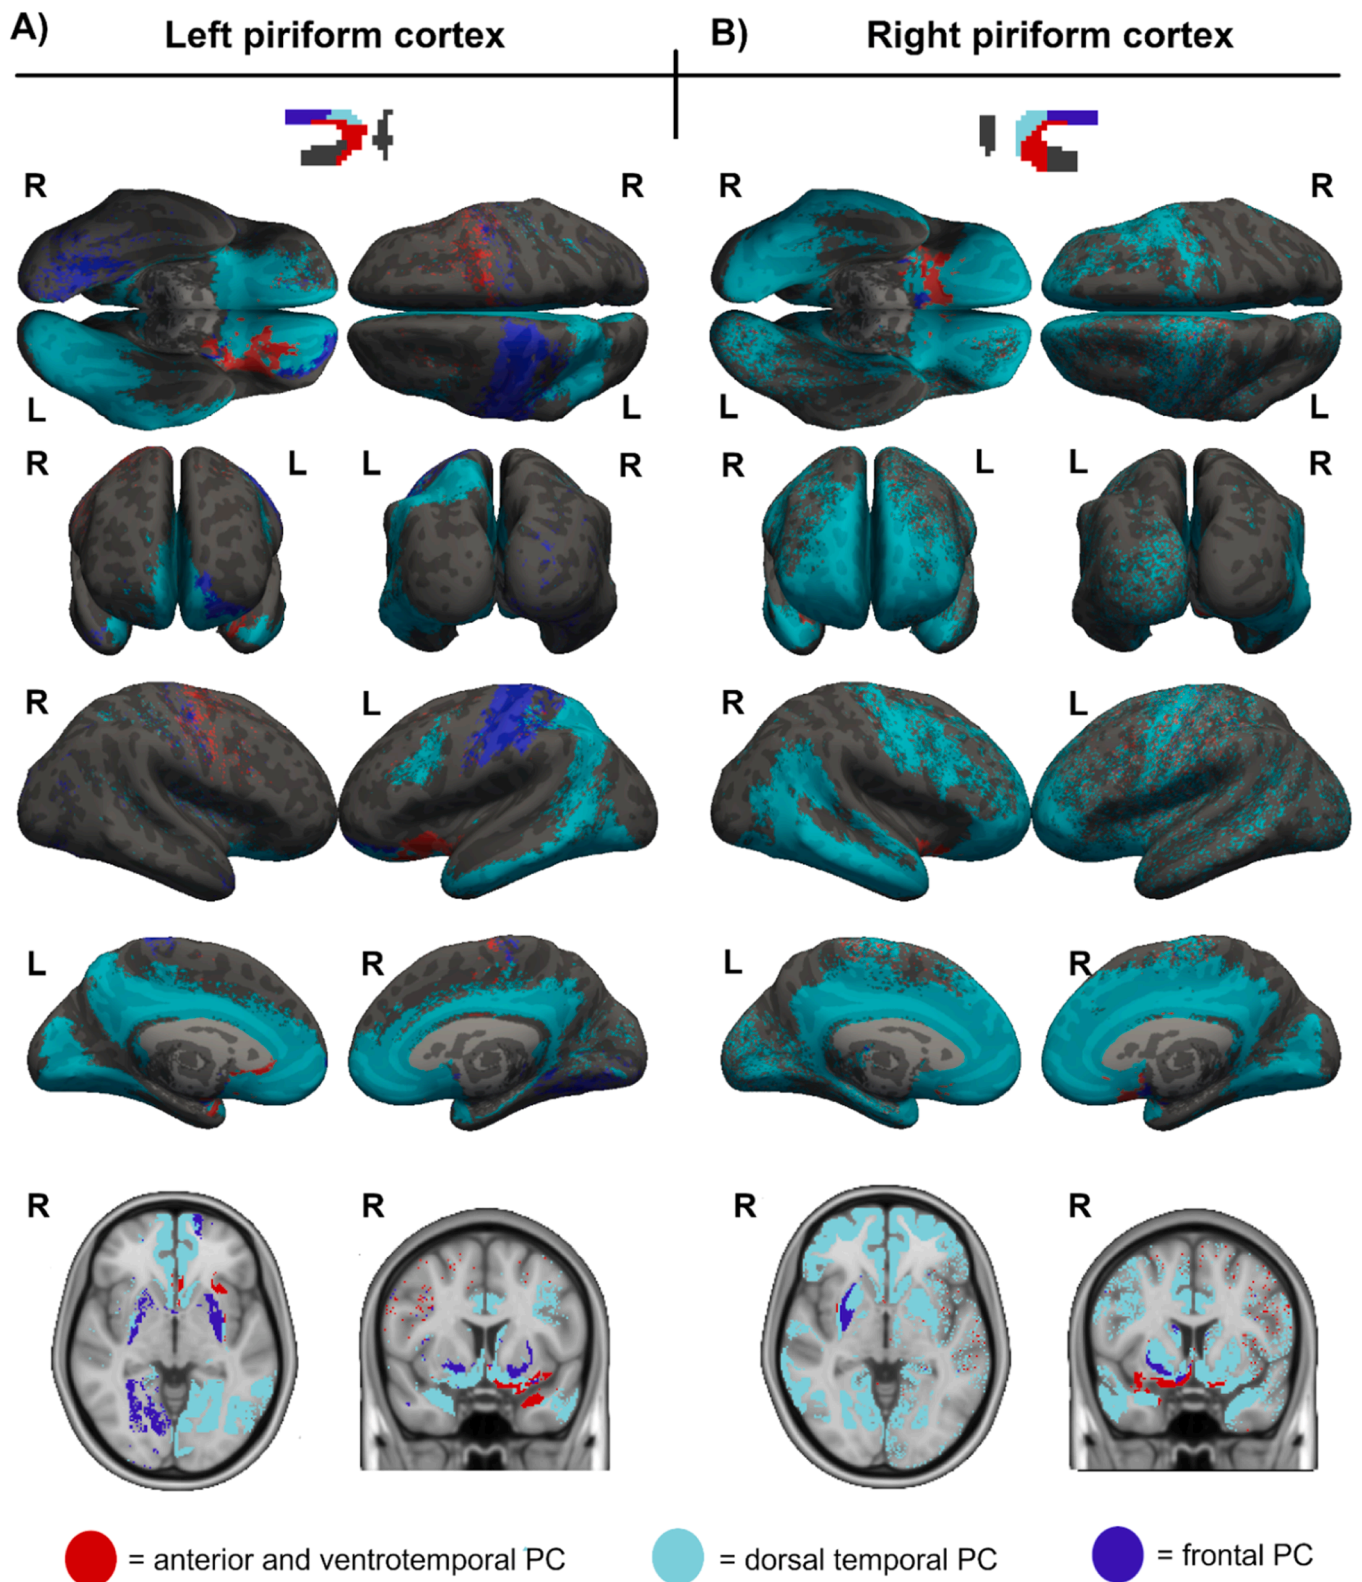 A) Left piriform cortex B) Right piriform cortex
R R R R
L L L L
R L L R R L L R
R L R L
L R L R
R R R R
= anterior and ventrotemporal PC = dorsal temporal PC = frontal PC